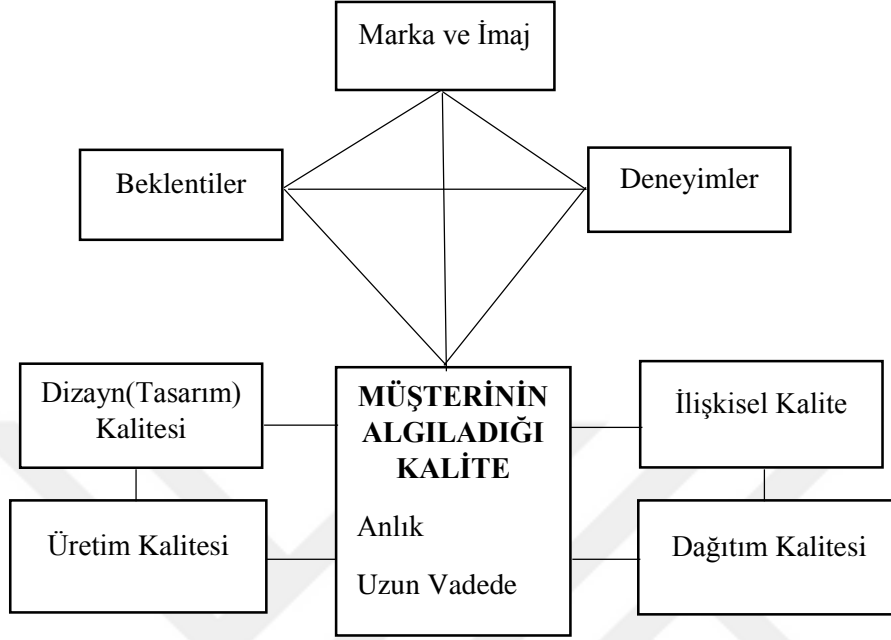 Marka ve İmaj
Beklentiler
Deneyimler
Dizayn(Tasarım)
Kalitesi
MÜŞTERİNİN
ALGILADIĞI
KALİTE
Anlık
Uzun Vadede
İlişkisel Kalite
Üretim Kalitesi
Dağıtım Kalitesi